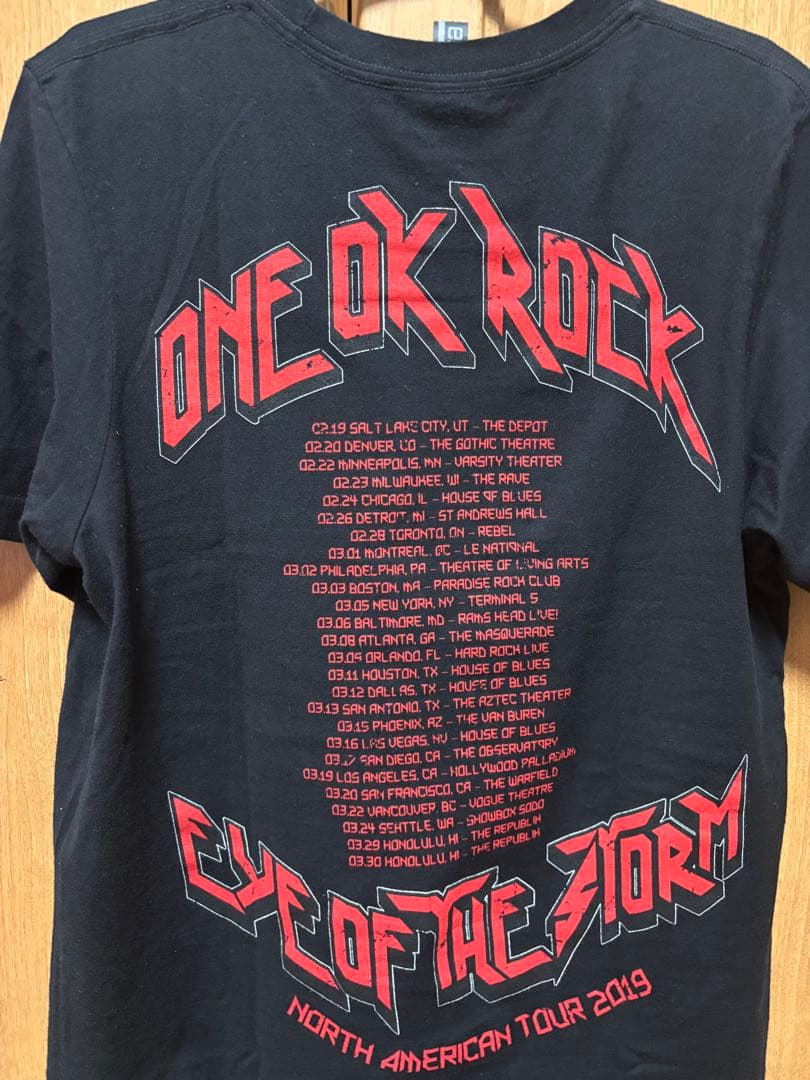 ONE OK ROCK
02.19 SALT LAKE CITY, UT – THE DEPOT
02.20 DENVER, CO – THE GOTHIC THEATRE
02.22 MINNEAPOLIS, MN – VARSITY THEATER
02.23 MILWAUKEE, WI – THE RAVE
02.24 CHICAGO, IL – HOUSE OF BLUES
02.26 DETROIT, MI – ST ANDREWS HALL
02.28 TORONTO, ON – REBEL
03.01 MONTREAL, QC – LE NATIONAL
03.02 PHILADELPHIA, PA – THEATRE OF LIVING ARTS
03.03 BOSTON, MA – PARADISE ROCK CLUB
03.05 NEW YORK, NY – TERMINAL 5
03.06 BALTIMORE, MD – RAMS HEAD LIVE!
03.08 ATLANTA, GA – THE MASQUERADE
03.09 ORLANDO, FL – HARD ROCK LIVE
03.11 HOUSTON, TX – HOUSE OF BLUES
03.12 DALLAS, TX – HOUSE OF BLUES
03.13 SAN ANTONIO, TX – THE AZTEC THEATER
03.15 PHOENIX, AZ – THE VAN BUREN
03.16 LAS VEGAS, NV – HOUSE OF BLUES
03.17 SAN DIEGO, CA – THE OBSERVATORY
03.19 LOS ANGELES, CA – HOLLYWOOD PALLADIUM
03.20 SAN FRANCISCO, CA – THE WARFIELD
03.22 VANCOUVER, BC – VOGUE THEATRE
03.24 SEATTLE, WA – SHOWBOX SODO
03.29 HONOLULU, HI – THE REPUBLIK
03.30 HONOLULU, HI – THE REPUBLIK
EYE OF THE STORM
NORTH AMERICAN TOUR 2019